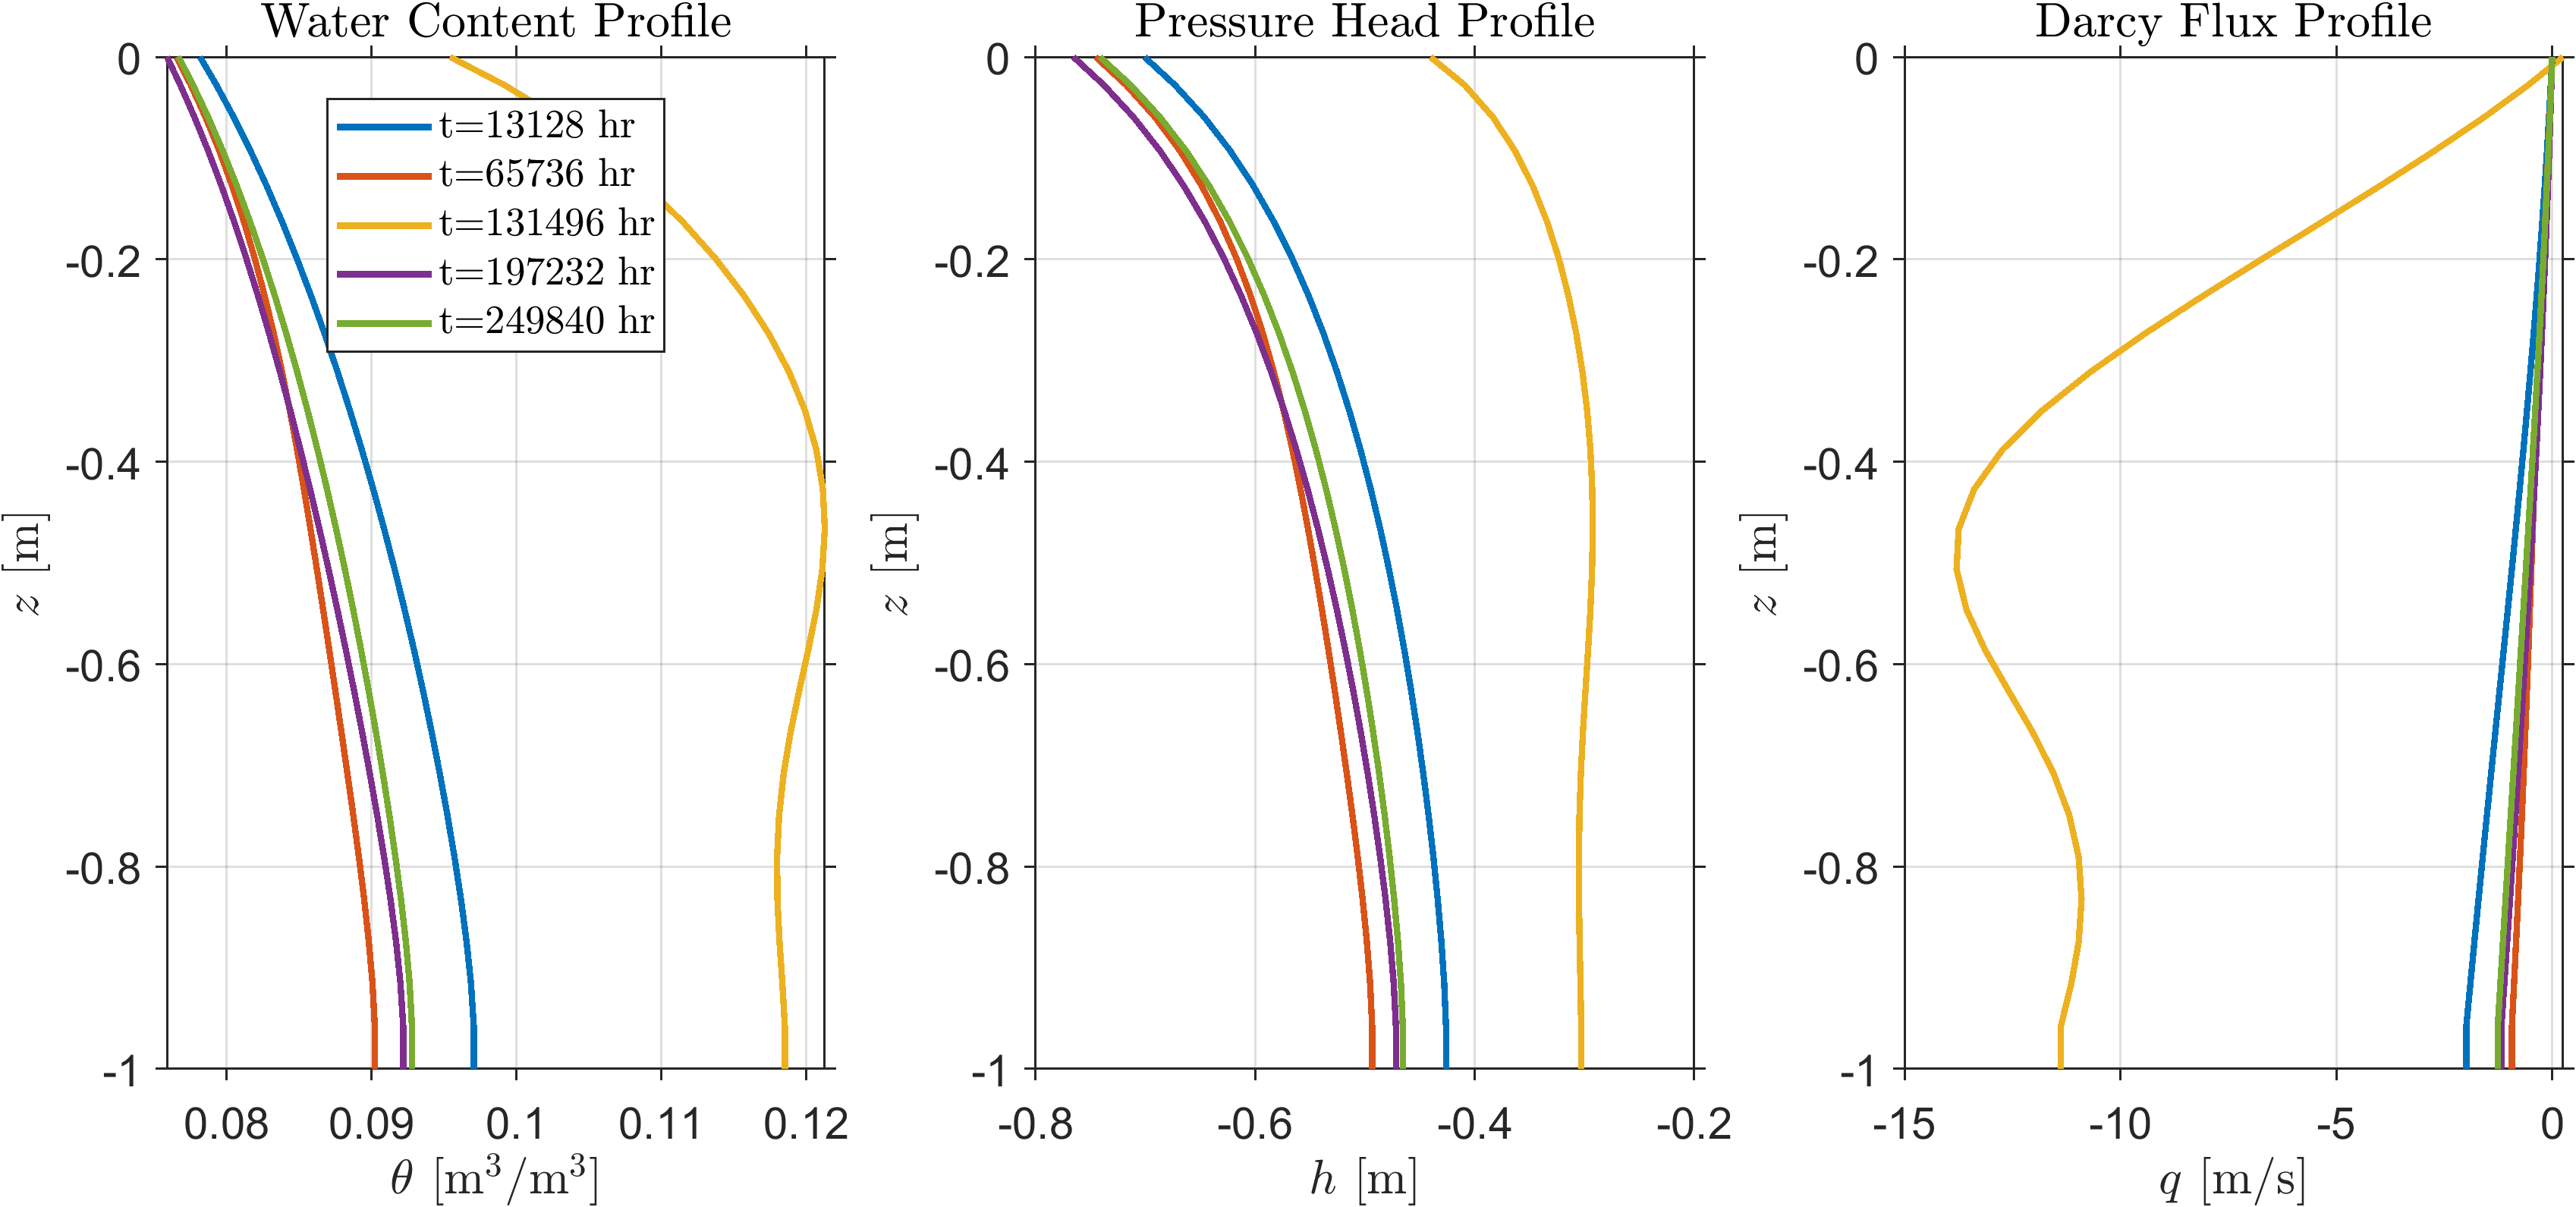 Water Content Profile
0
-0.2
-0.4
-0.6
-0.8
-1
z [m]
0.08 0.09 0.1 0.11 0.12
θ [m³/m³]
t=13128 hr
t=65736 hr
t=131496 hr
t=197232 hr
t=249840 hr
Pressure Head Profile
0
-0.2
-0.4
-0.6
-0.8
-1
z [m]
-0.8 -0.6 -0.4 -0.2
h [m]
Darcy Flux Profile
0
-0.2
-0.4
-0.6
-0.8
-1
z [m]
-15 -10 -5 0
q [m/s]